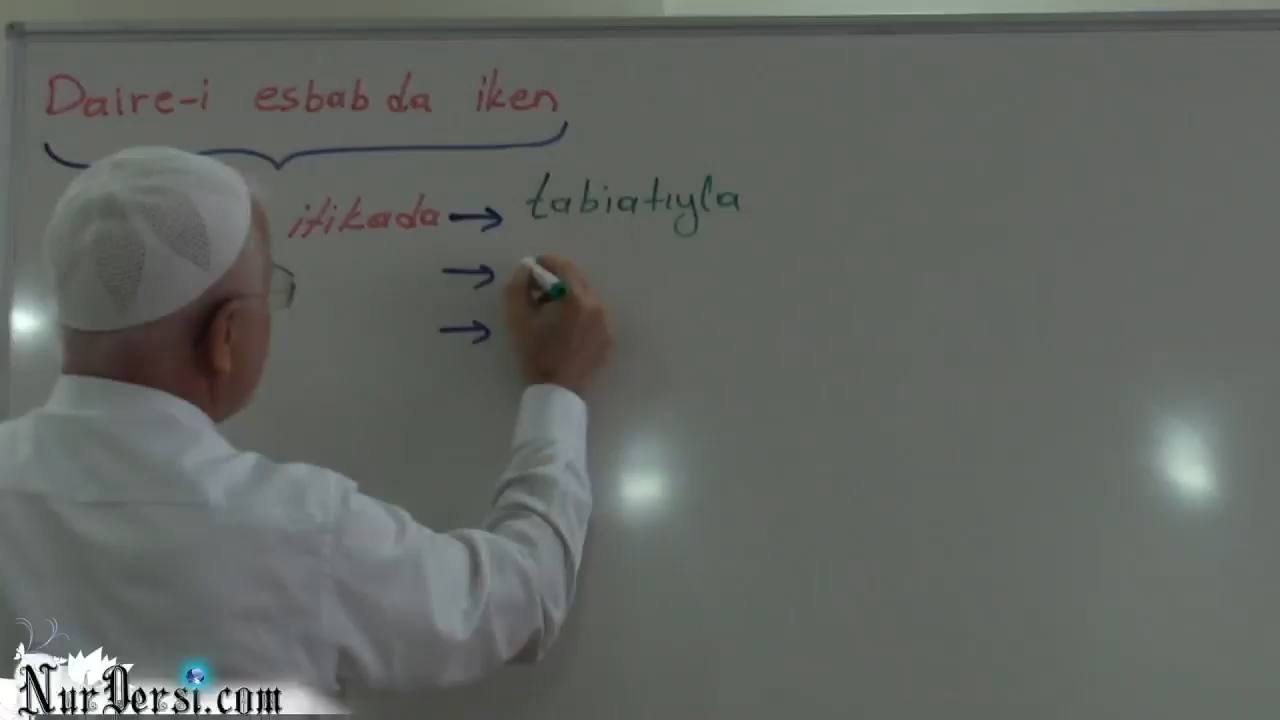 Daire-i esbabda iken
itikada → tabiatıyla
→
→
NurDersi.com